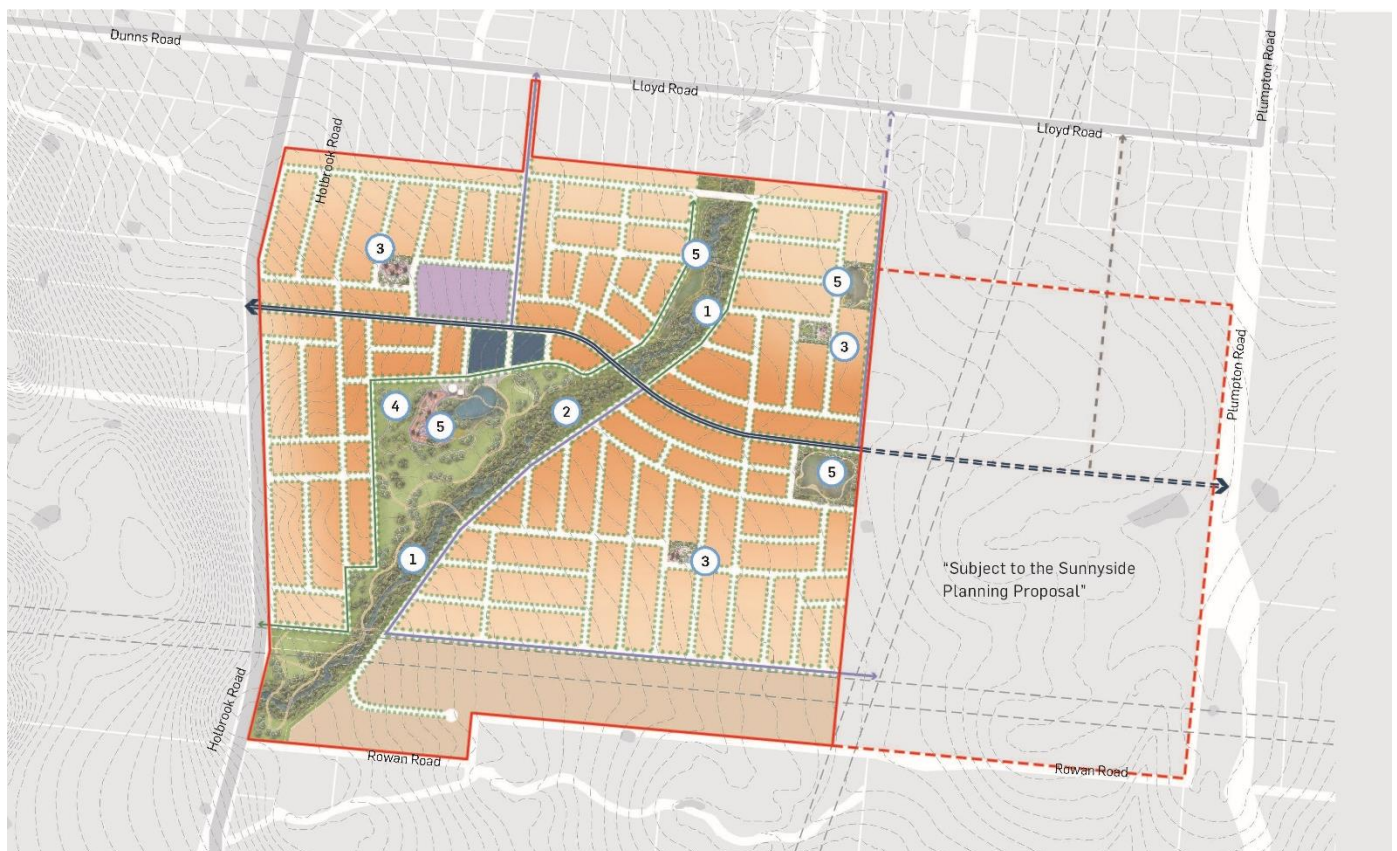 Dunns Road
Lloyd Road
Plumpton Road
Lloyd Road
Holbrook Road
3
5
5
1
3
Plumpton Road
4
5
2
5
1
3
"Subject to the Sunnyside
Planning Proposal"
Holbrook Road
Rowan Road
Rowan Road